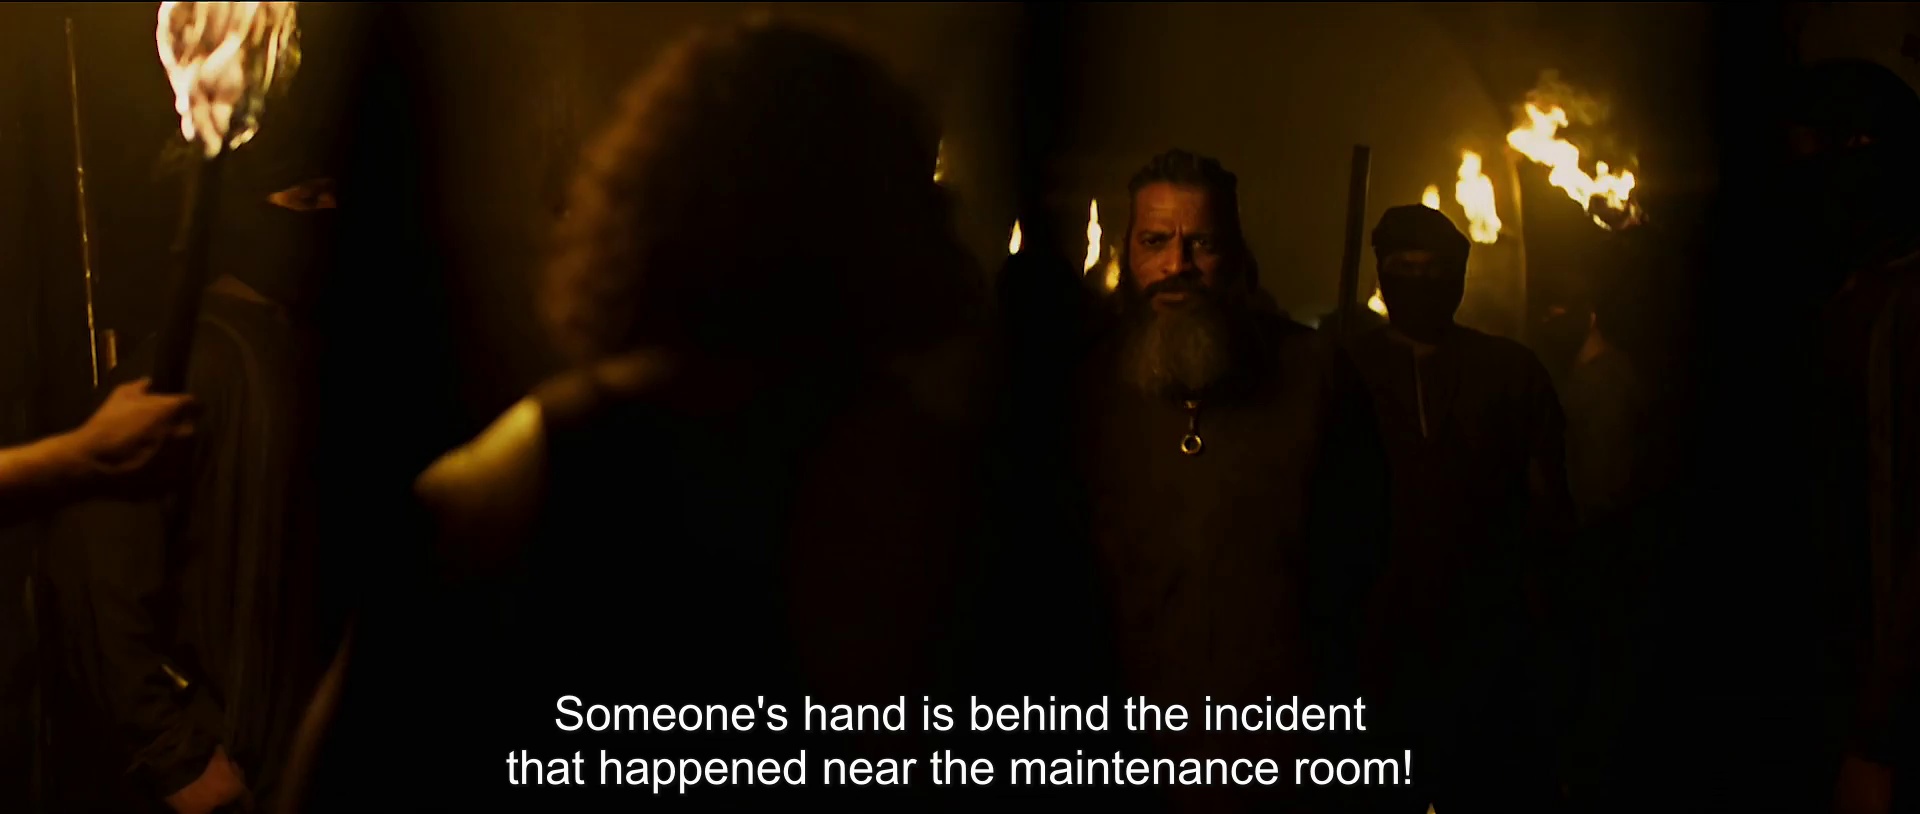 Someone's hand is behind the incident
that happened near the maintenance room!